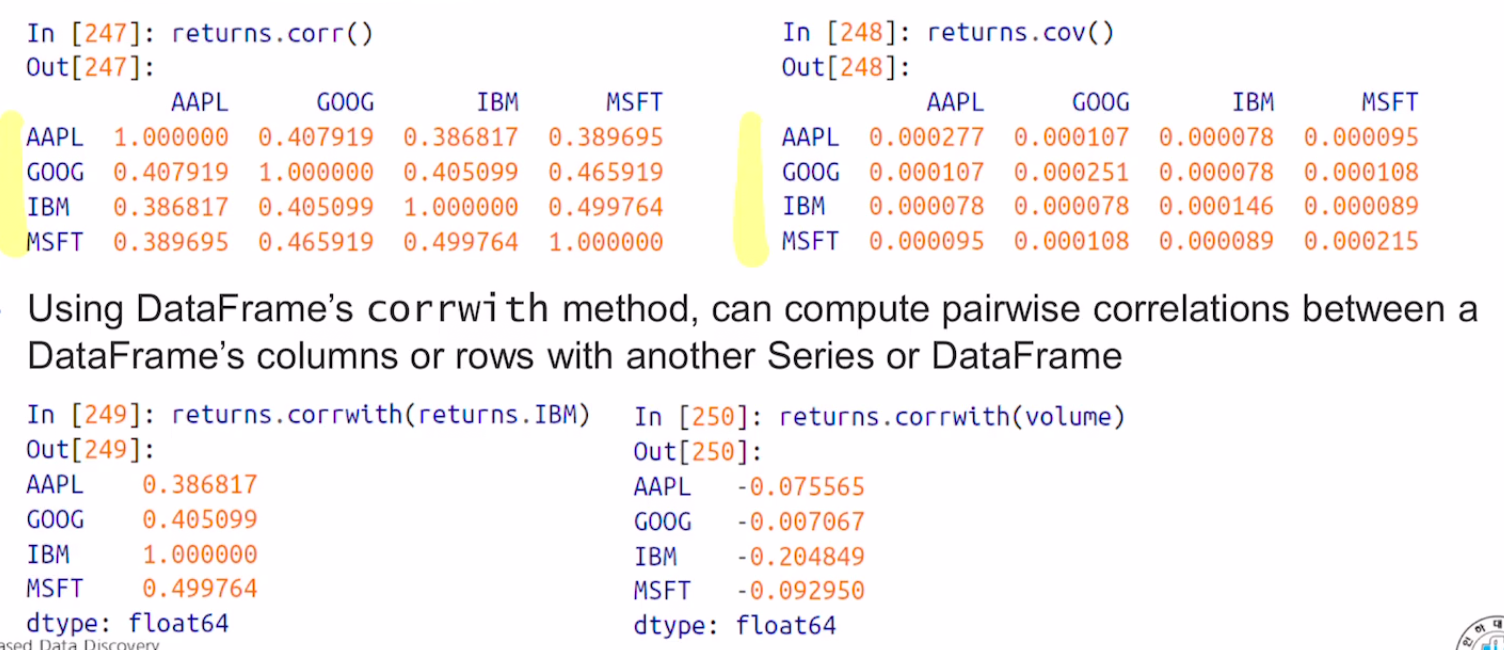 In [247]: returns.corr()
Out[247]:
AAPL GOOG IBM MSFT
AAPL 1.000000 0.407919 0.386817 0.389695
GOOG 0.407919 1.000000 0.405099 0.465919
IBM 0.386817 0.405099 1.000000 0.499764
MSFT 0.389695 0.465919 0.499764 1.000000
In [248]: returns.cov()
Out[248]:
AAPL GOOG IBM MSFT
AAPL 0.000277 0.000107 0.000078 0.000095
GOOG 0.000107 0.000251 0.000078 0.000108
IBM 0.000078 0.000078 0.000146 0.000089
MSFT 0.000095 0.000108 0.000089 0.000215
Using DataFrame's corrwith method, can compute pairwise correlations between a
DataFrame's columns or rows with another Series or DataFrame
In [249]: returns.corrwith(returns.IBM)
Out[249]:
AAPL 0.386817
GOOG 0.405099
IBM 1.000000
MSFT 0.499764
dtype: float64
In [250]: returns.corrwith(volume)
Out[250]:
AAPL -0.075565
GOOG -0.007067
IBM -0.204849
MSFT -0.092950
dtype: float64
Data Discovery
인하대